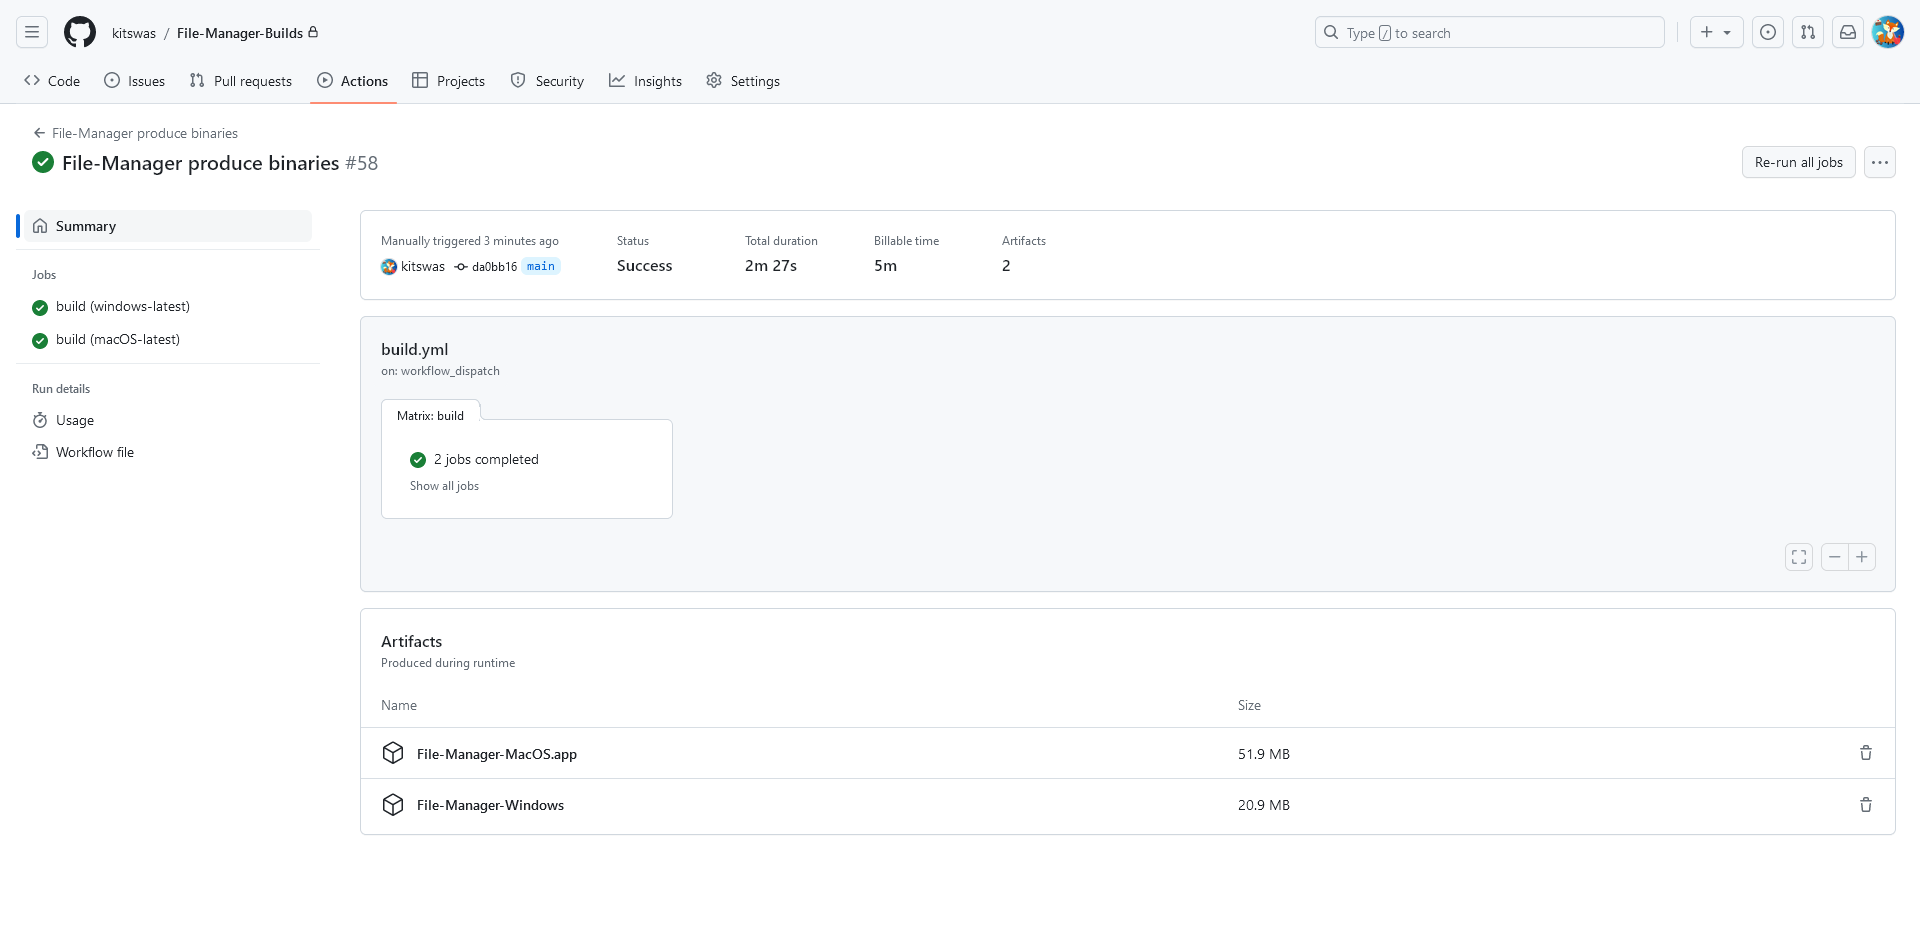 kitswas / File-Manager-Builds
Type / to search
Code Issues Pull requests Actions Projects Security Insights Settings
File-Manager produce binaries
File-Manager produce binaries #58
Re-run all jobs
Summary
Jobs
build (windows-latest)
build (macOS-latest)
Run details
Usage
Workflow file
Manually triggered 3 minutes ago
kitswas da0bb16 main
Status
Success
Total duration
2m 27s
Billable time
5m
Artifacts
2
build.yml
on: workflow_dispatch
Matrix: build
2 jobs completed
Show all jobs
Artifacts
Produced during runtime
Name Size
File-Manager-MacOS.app 51.9 MB
File-Manager-Windows 20.9 MB